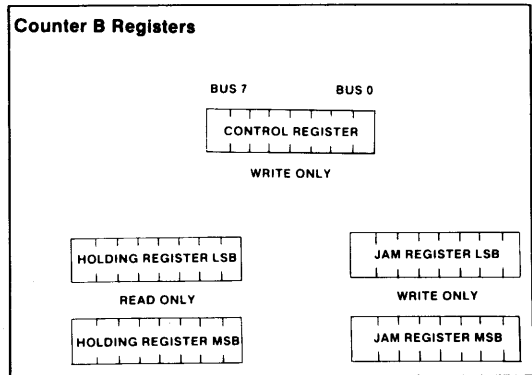 Counter B Registers
BUS 7 BUS 0
CONTROL REGISTER
WRITE ONLY
HOLDING REGISTER LSB JAM REGISTER LSB
READ ONLY WRITE ONLY
HOLDING REGISTER MSB JAM REGISTER MSB